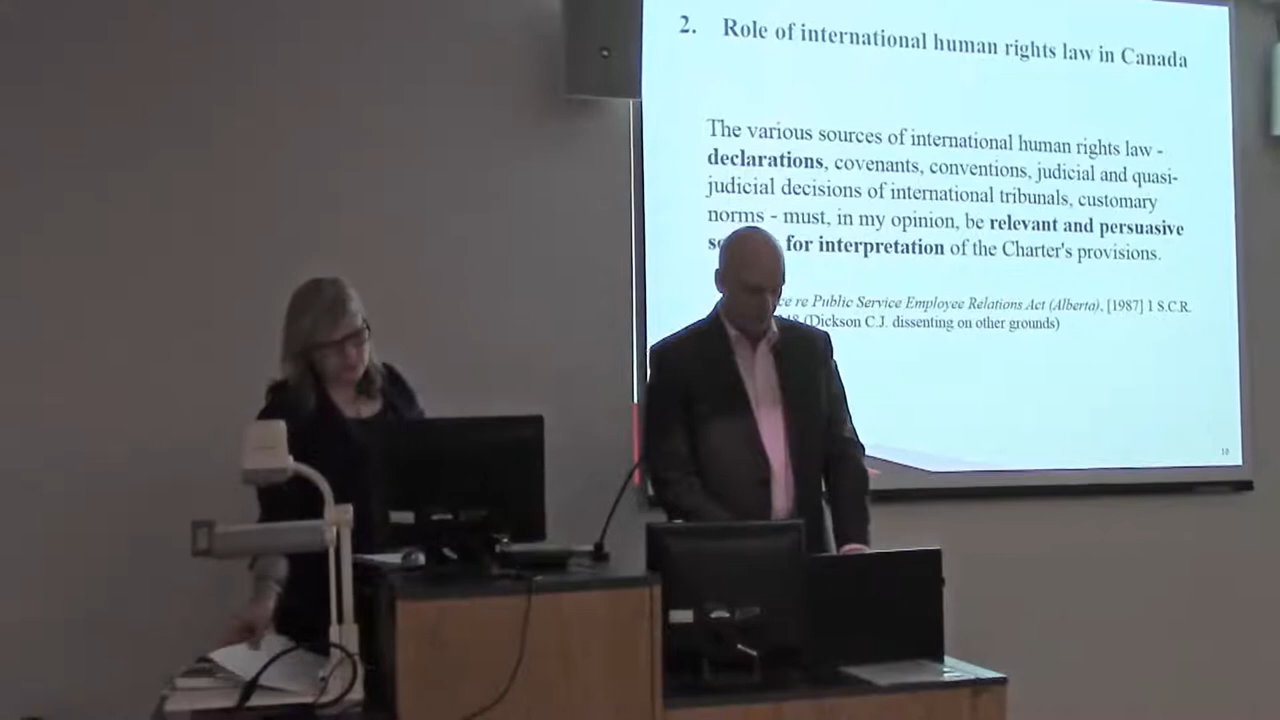 2. Role of international human rights law in Canada
The various sources of international human rights law -
declarations, covenants, conventions, judicial and quasi-
judicial decisions of international tribunals, customary
norms - must, in my opinion, be relevant and persuasive
for interpretation of the Charter's provisions.
re Public Service Employee Relations Act (Alberta), [1987] 1 S.C.R.
(Dickson C.J. dissenting on other grounds)